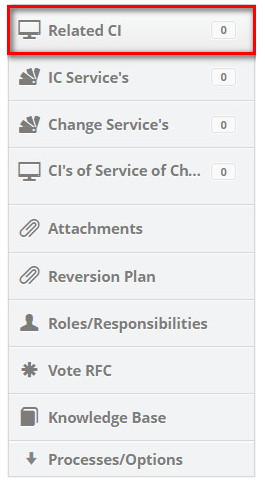 Related CI 0
IC Service's 0
Change Service's 0
CI's of Service of Ch... 0
Attachments
Reversion Plan
Roles/Responsibilities
Vote RFC
Knowledge Base
Processes/Options